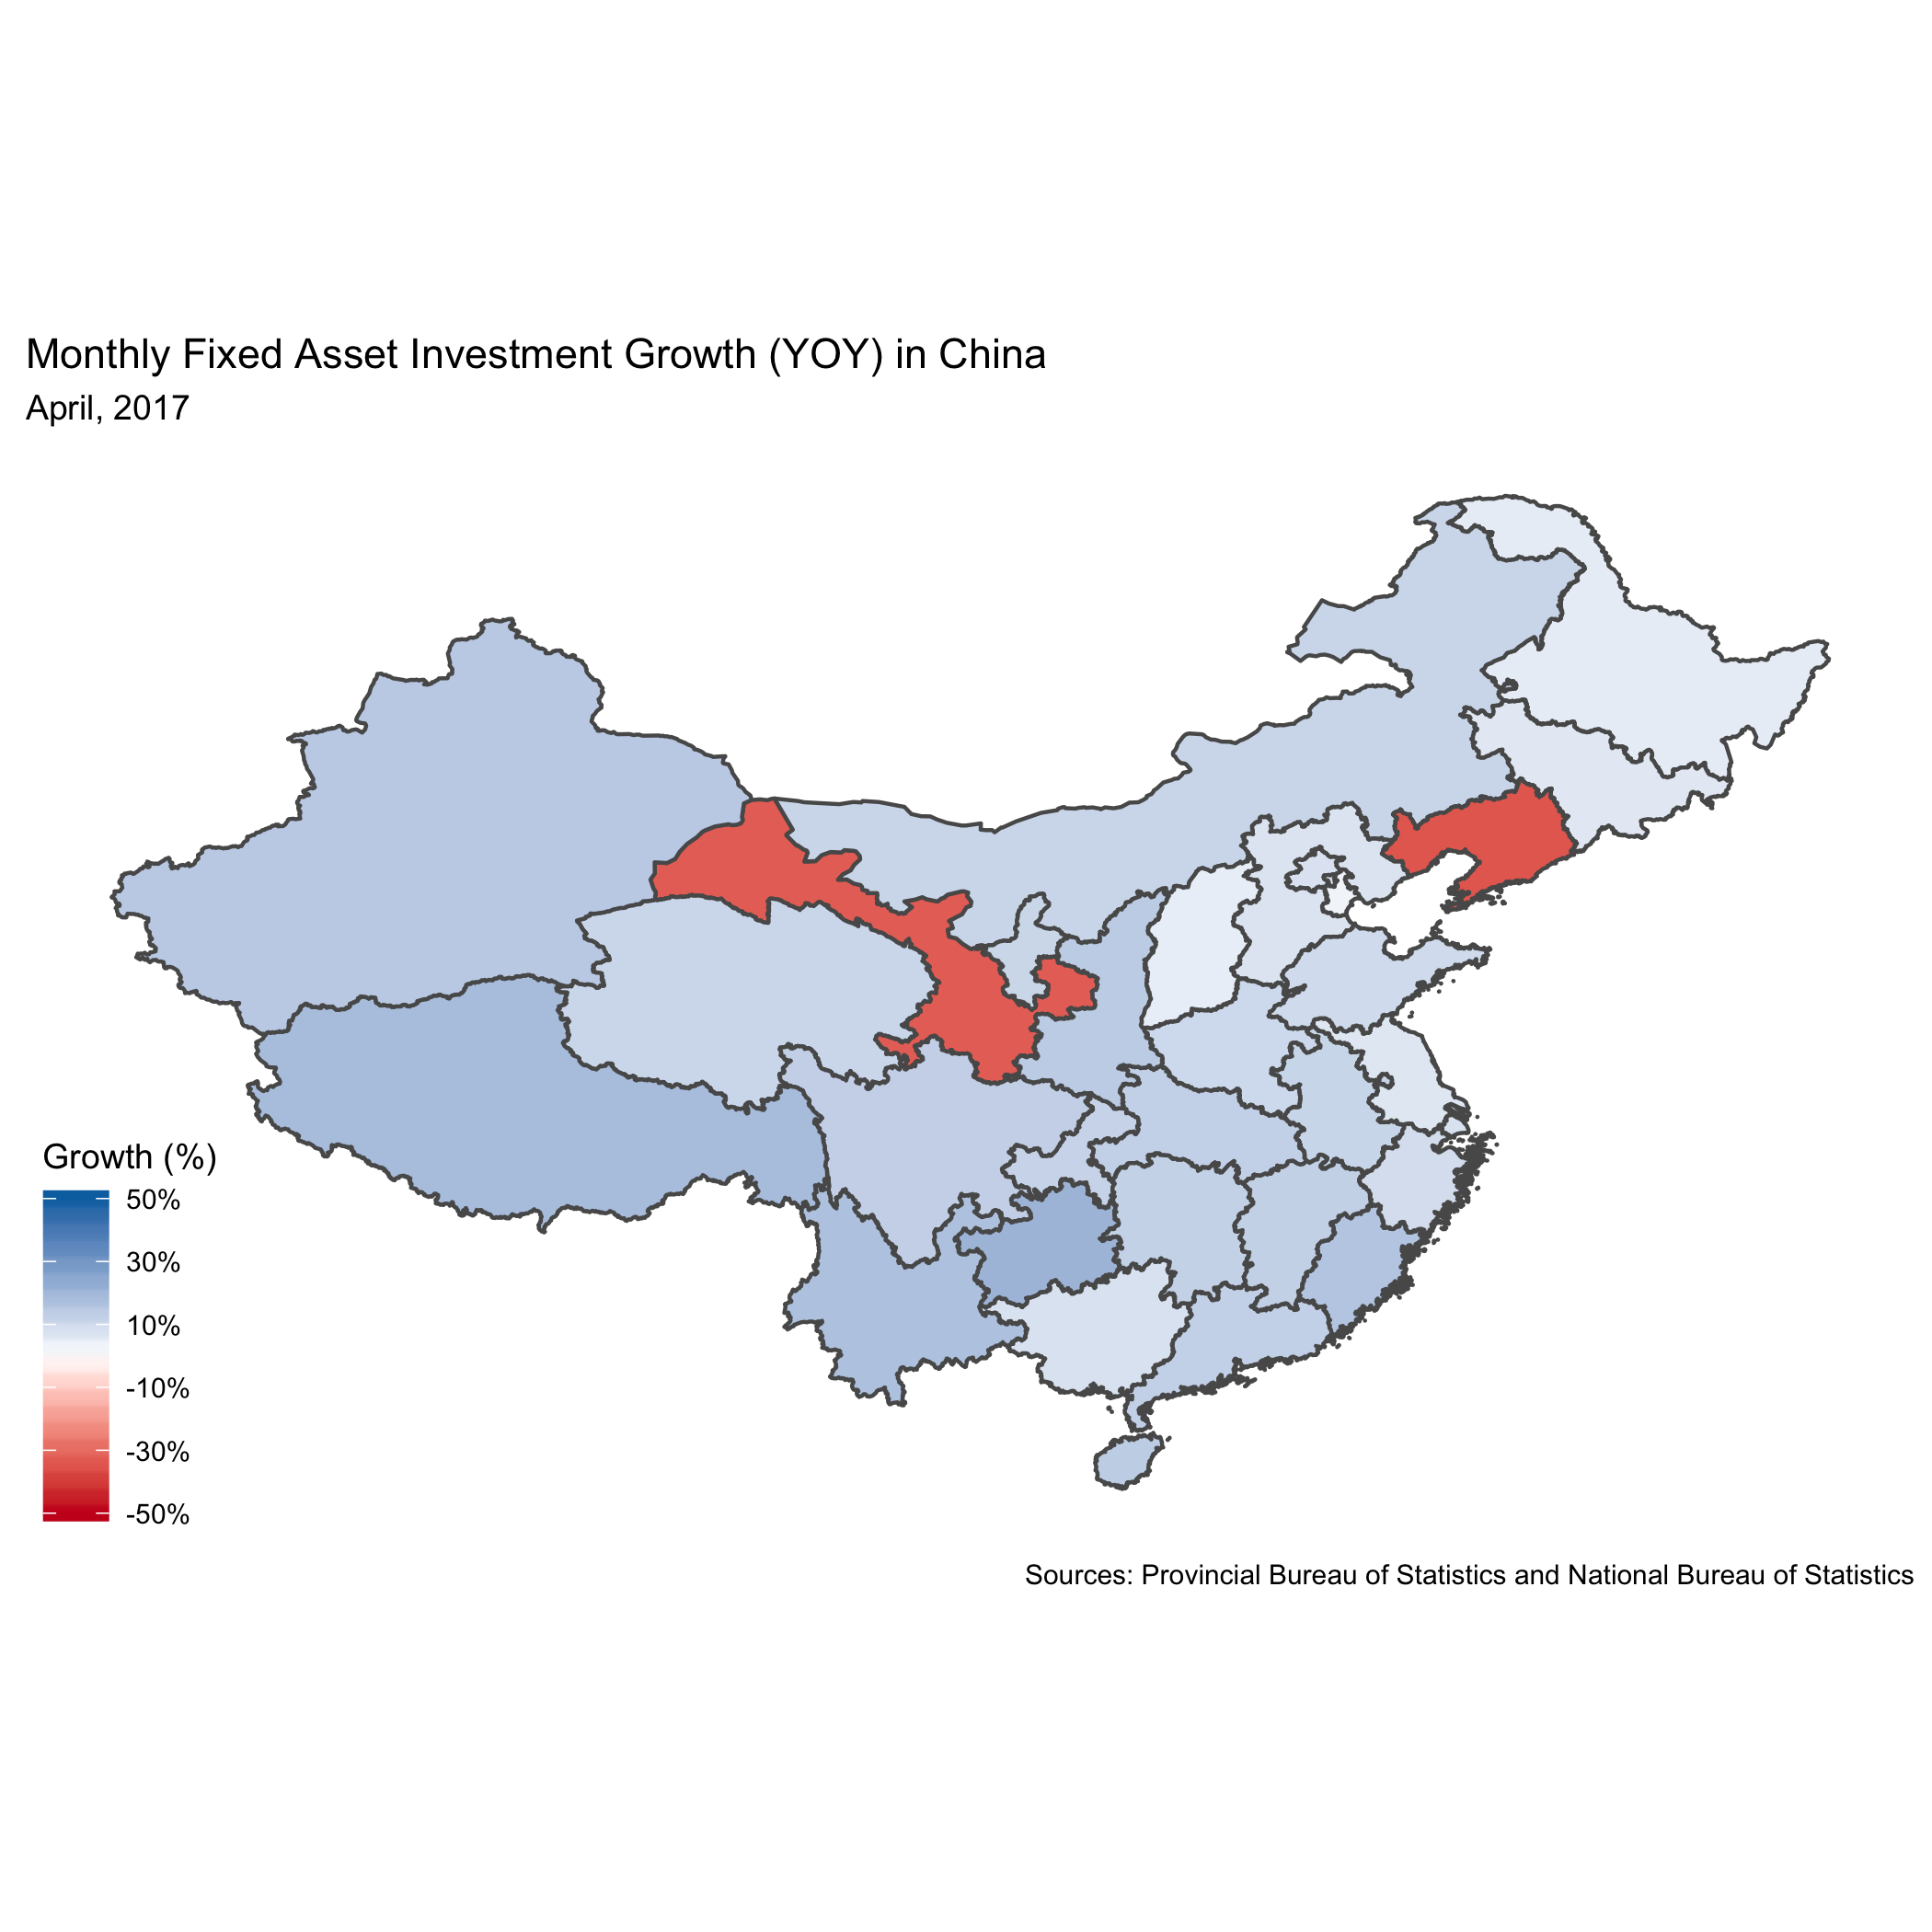 Monthly Fixed Asset Investment Growth (YOY) in China
April, 2017
Growth (%)
50%
30%
10%
-10%
-30%
-50%
Sources: Provincial Bureau of Statistics and National Bureau of Statistics